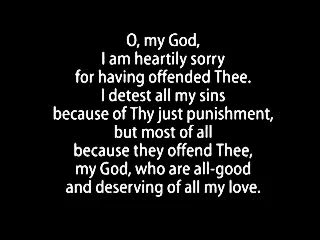 O, my God,
I am heartily sorry
for having offended Thee.
I detest all my sins
because of Thy just punishment,
but most of all
because they offend Thee,
my God, who are all-good
and deserving of all my love.